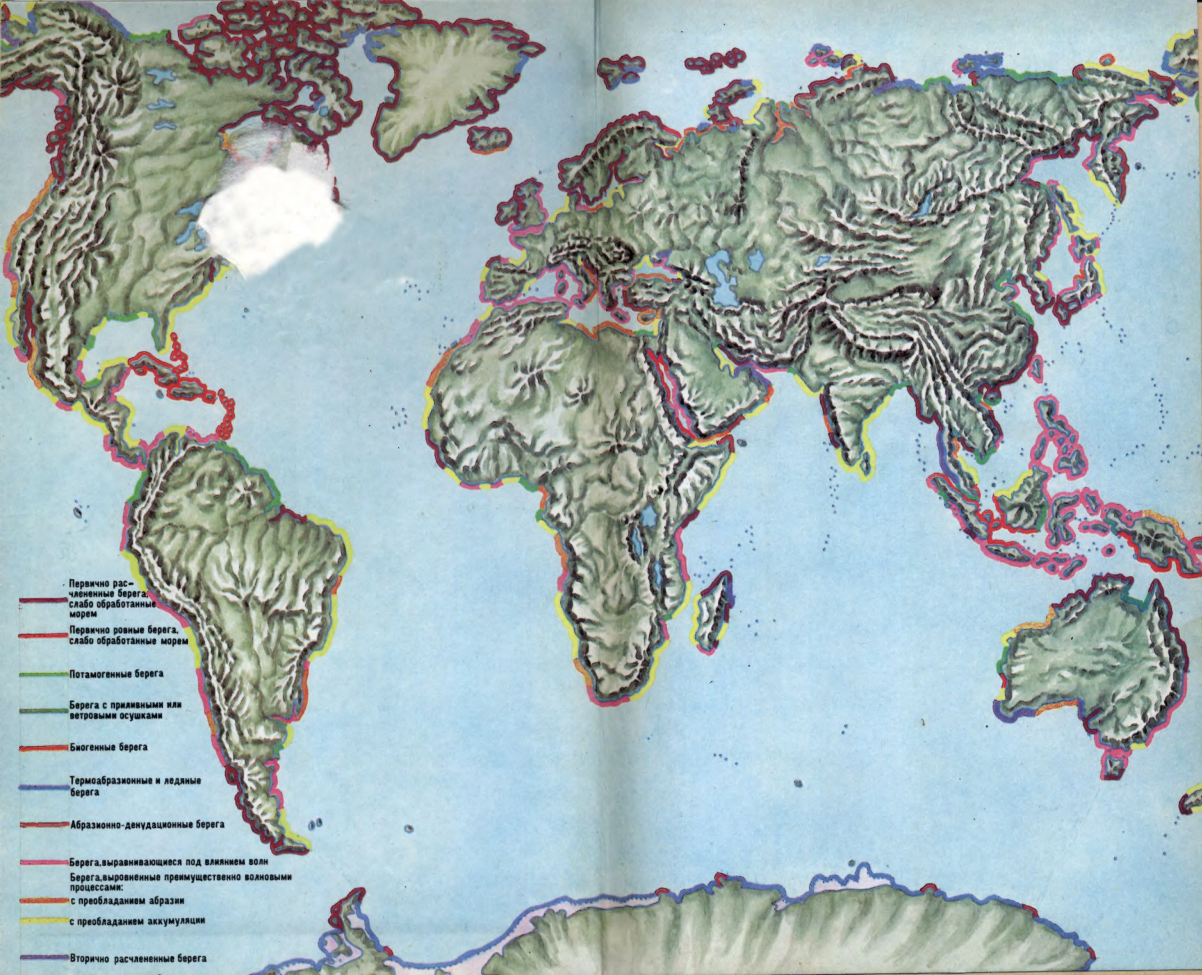 Первично рас-
члененные берега,
слабо обработанные
морем
Первично ровные берега,
слабо обработанные морем
Потамогенные берега
Берега с приливными или
ветровыми осушками
Биогенные берега
Термоабразионные и ледяные
берега
Абразионно-денудационные берега
Берега,выравнивающиеся под влиянием волн
Берега,выровненные преимущественно волновыми
процессами:
с преобладанием абразии
с преобладанием аккумуляции
Вторично расчлененные берега